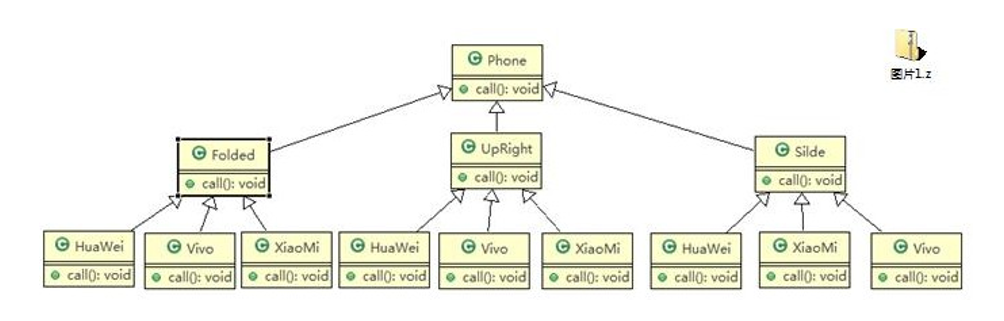 Phone
call(): void
图片1.z
Folded
call(): void
UpRight
call(): void
Silde
call(): void
HuaWei
call(): void
Vivo
call(): void
XiaoMi
call(): void
HuaWei
call(): void
Vivo
call(): void
XiaoMi
call(): void
HuaWei
call(): void
XiaoMi
call(): void
Vivo
call(): void